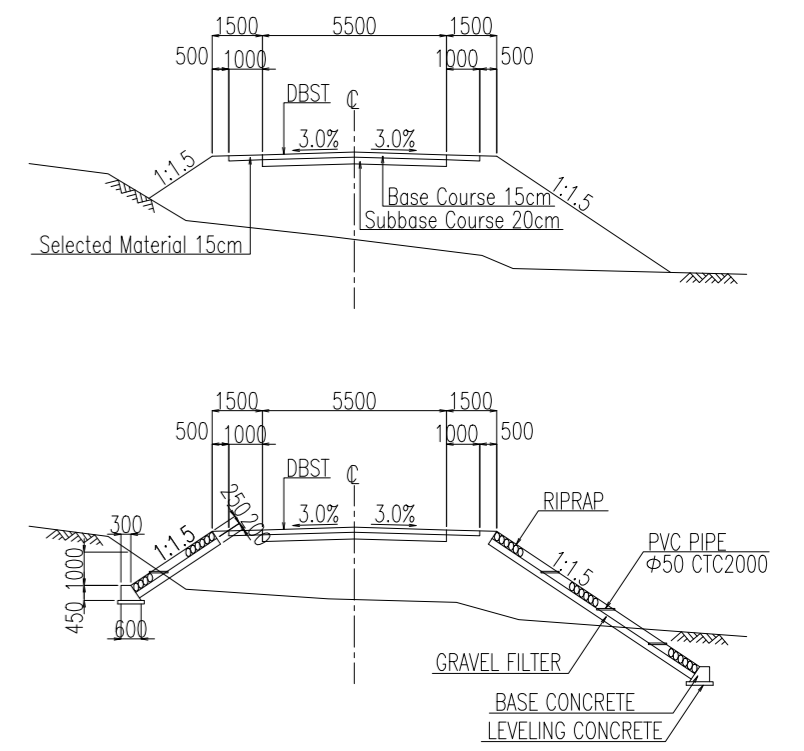 1500 5500 1500
500 1000 1000 500
DBST ℄
3.0% 3.0%
1:1.5 1:1.5
Base Course 15cm
Subbase Course 20cm
Selected Material 15cm
1500 5500 1500
500 1000 1000 500
DBST ℄
250 200
3.0% 3.0%
RIPRAP
300
1:1.5 1:1.5
PVC PIPE
Φ50 CTC2000
1000
450
600
GRAVEL FILTER
BASE CONCRETE
LEVELING CONCRETE